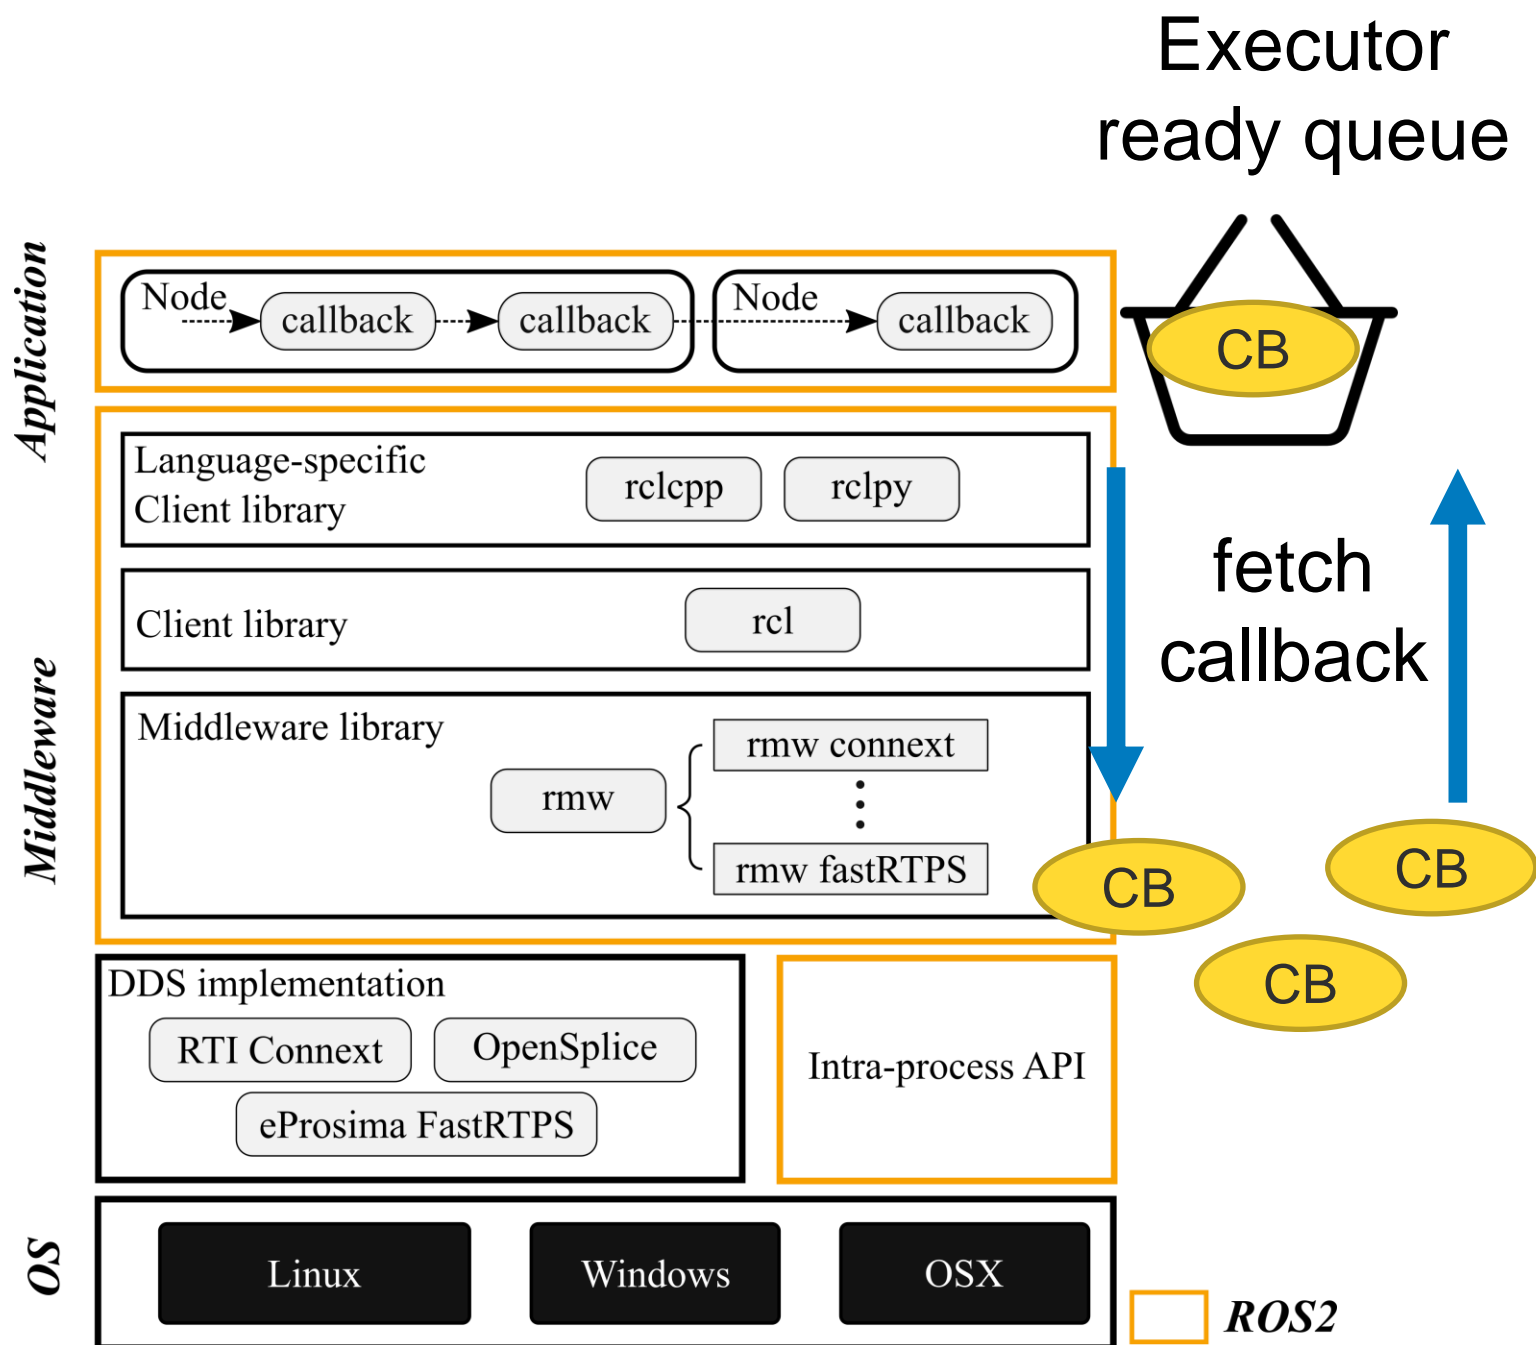 Executor
ready queue
Application
Node
callback
callback
Node
callback
CB
Language-specific
Client library
rclcpp
rclpy
fetch
callback
Client library
rcl
Middleware
Middleware library
rmw
rmw connext
rmw fastRTPS
CB
CB
CB
DDS implementation
RTI Connext
OpenSplice
eProsima FastRTPS
Intra-process API
OS
Linux
Windows
OSX
ROS2